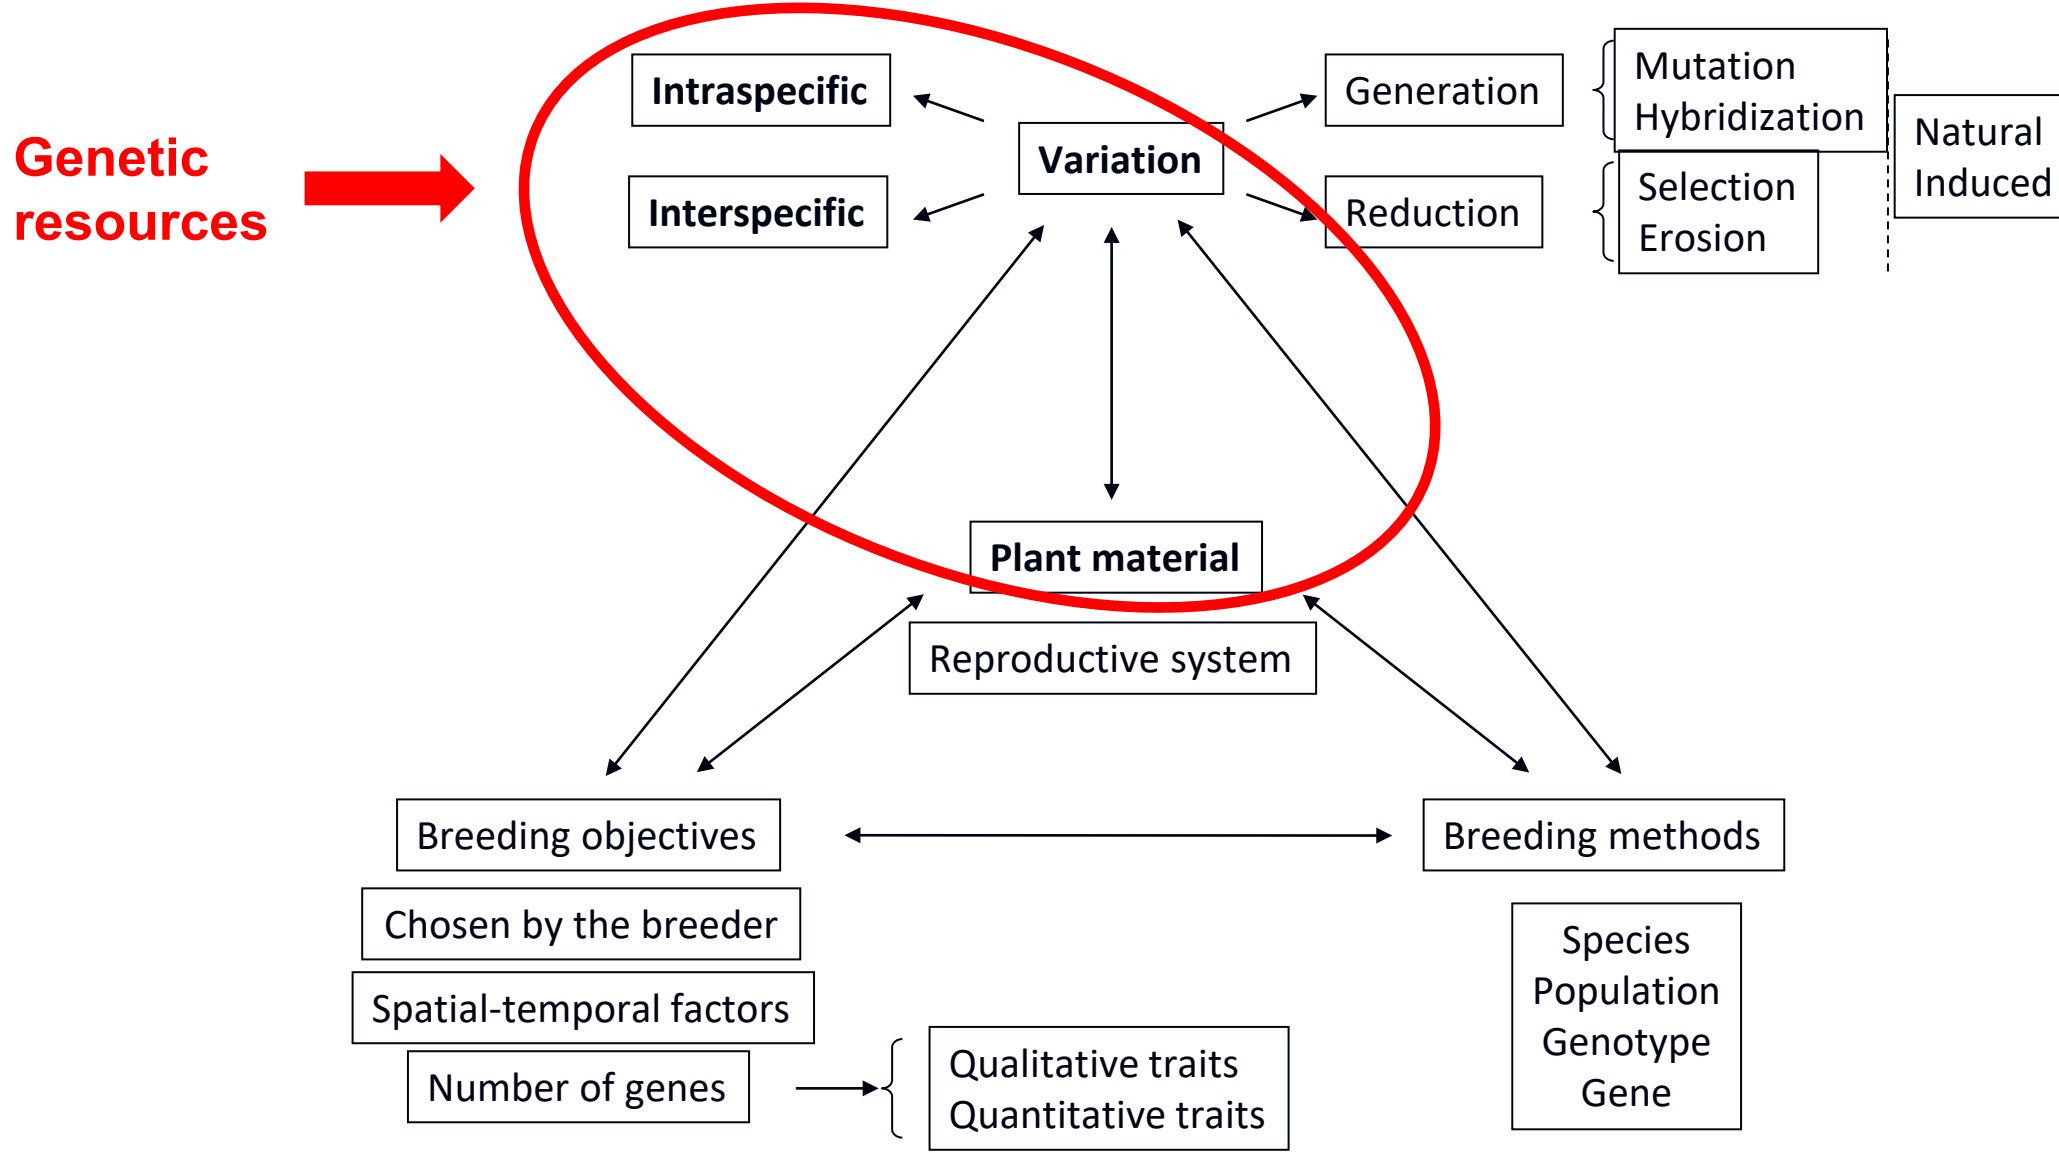 Genetic
resources
Intraspecific
Interspecific
Variation
Generation
Reduction
Mutation
Hybridization
Selection
Erosion
Natural
Induced
Plant material
Reproductive system
Breeding objectives
Chosen by the breeder
Spatial-temporal factors
Number of genes
Qualitative traits
Quantitative traits
Breeding methods
Species
Population
Genotype
Gene